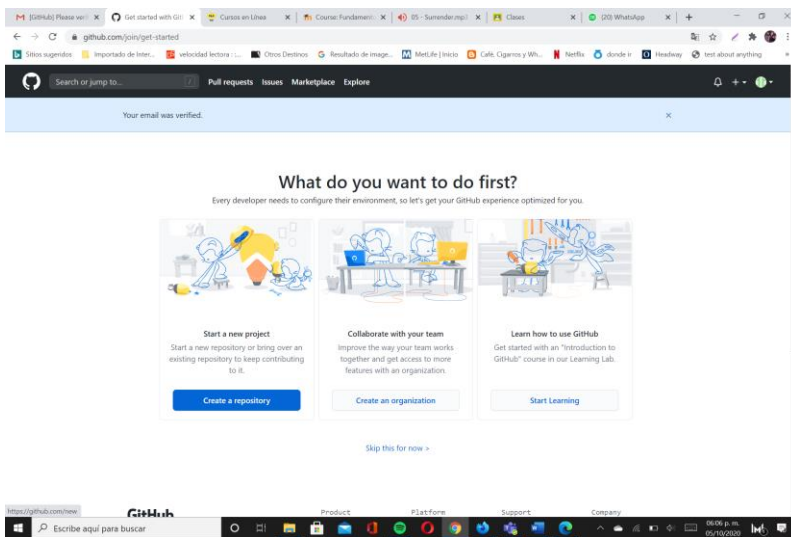 [GitHub] Please veri
Get started with Git
Cursos en Línea
Course: Fundament
05 - Surrender.mp3
Clases
(20) WhatsApp
github.com/join/get-started
Sitios sugeridos
Importado de Inter...
velocidad lectora : ...
Otros Destinos
Resultado de image...
MetLife | Inicio
Café, Cigarros y Wh...
Netflix
donde ir
Headway
test about anything
Search or jump to...
Pull requests
Issues
Marketplace
Explore
Your email was verified.
What do you want to do first?
Every developer needs to configure their environment, so let's get your GitHub experience optimized for you.
Start a new project
Start a new repository or bring over an
existing repository to keep contributing
to it.
Create a repository
Collaborate with your team
Improve the way your team works
together and get access to more
features with an organization.
Create an organization
Learn how to use GitHub
Get started with an "Introduction to
GitHub" course in our Learning Lab.
Start Learning
Skip this for now >
https://github.com/new
GitHub
Product
Platform
Support
Company
Escribe aquí para buscar
06:06 p. m.
05/10/2020